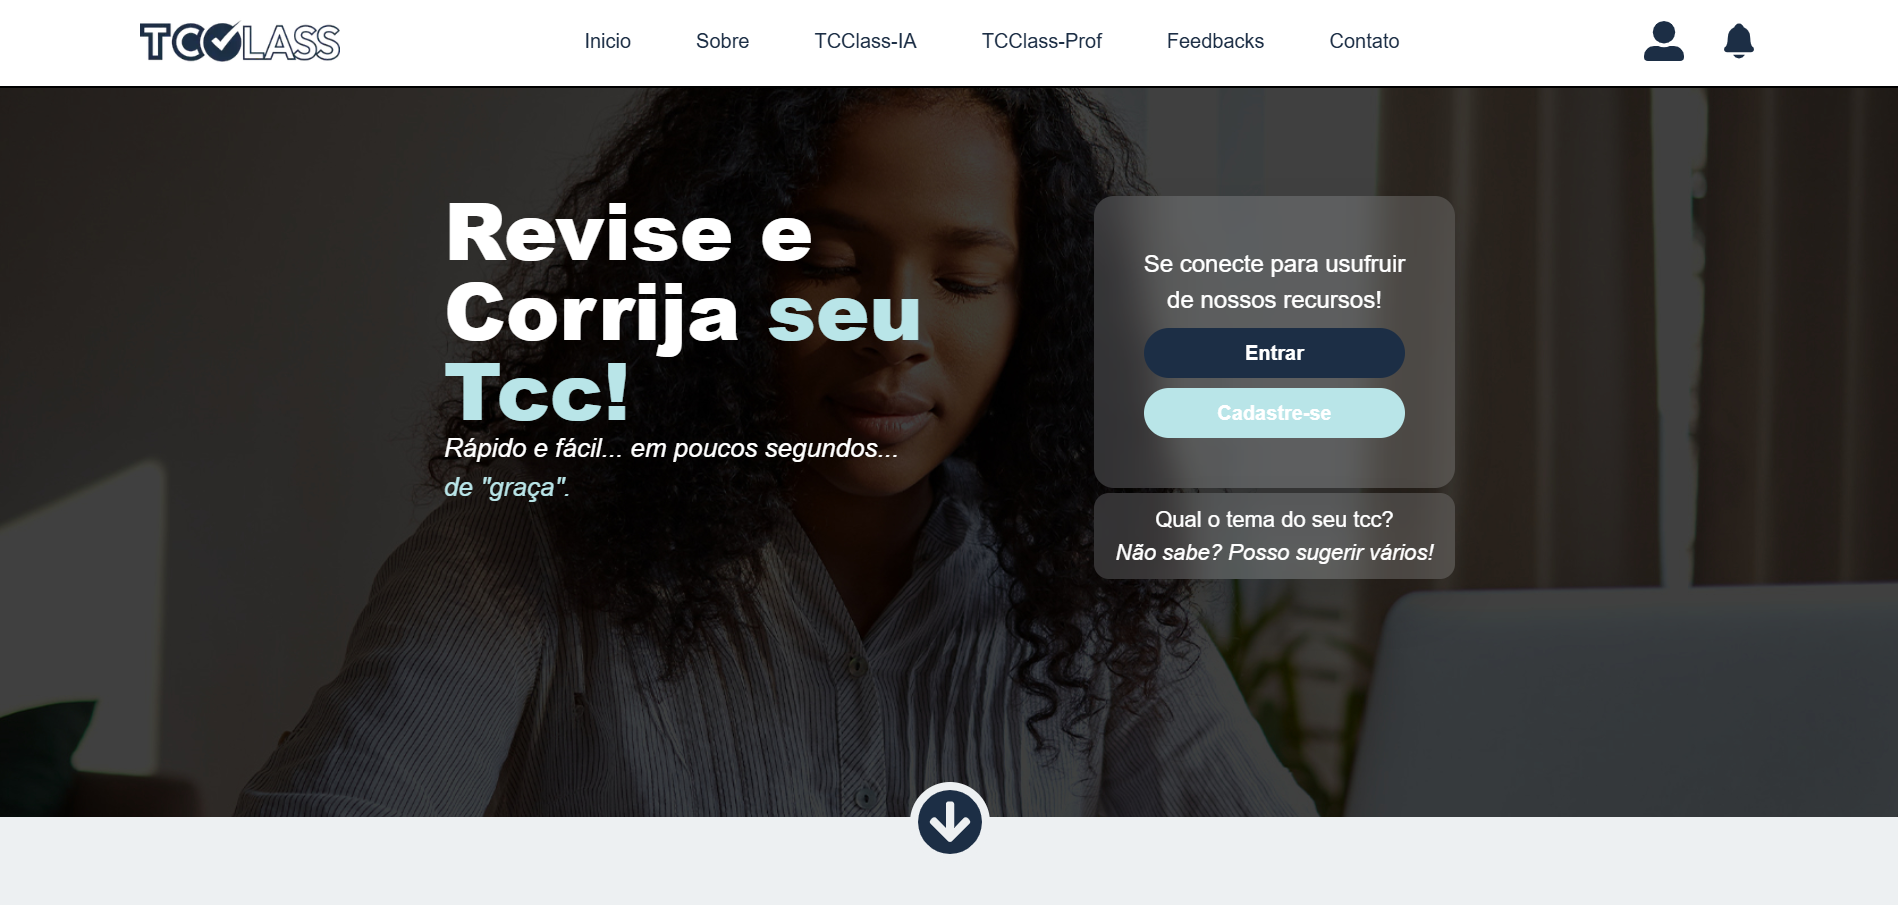 TCCLASS
Inicio
Sobre
TCClass-IA
TCClass-Prof
Feedbacks
Contato
Revise e
Corrija seu
Tcc!
Rápido e fácil... em poucos segundos...
de "graça".
Se conecte para usufruir
de nossos recursos!
Entrar
Cadastre-se
Qual o tema do seu tcc?
Não sabe? Posso sugerir vários!